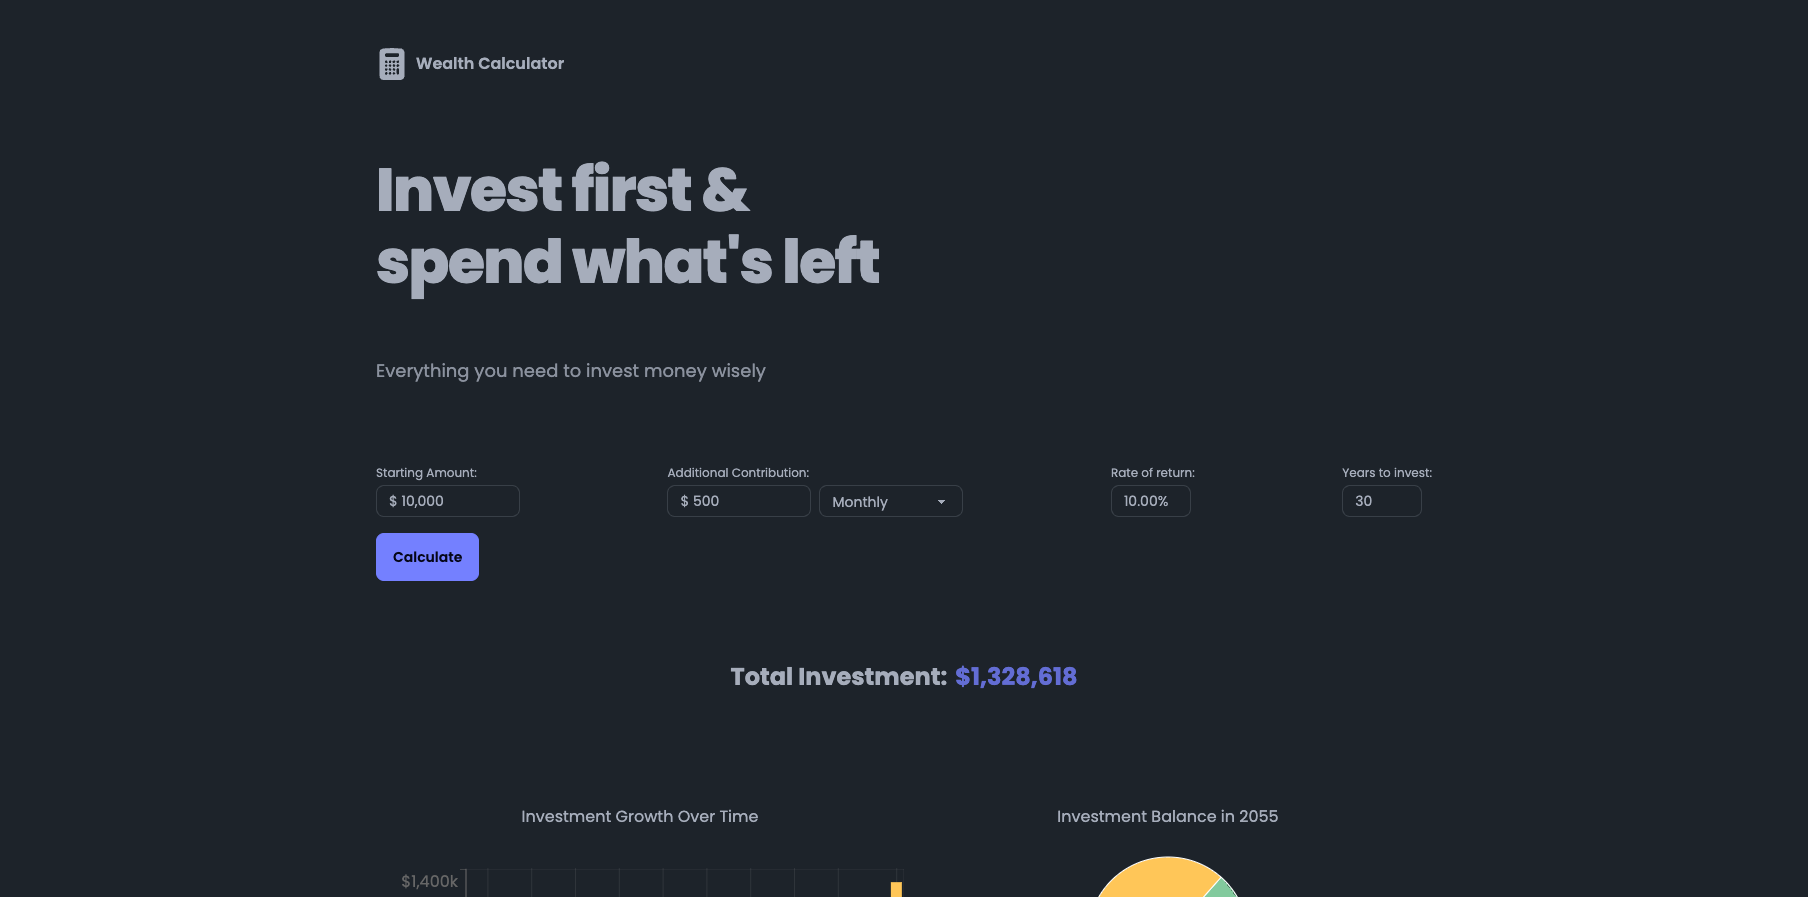 Wealth Calculator
Invest first &
spend what's left
Everything you need to invest money wisely
Starting Amount:
$ 10,000
Additional Contribution:
$ 500
Monthly
Rate of return:
10.00%
Years to invest:
30
Calculate
Total Investment: $1,328,618
Investment Growth Over Time
Investment Balance in 2055
$1,400k